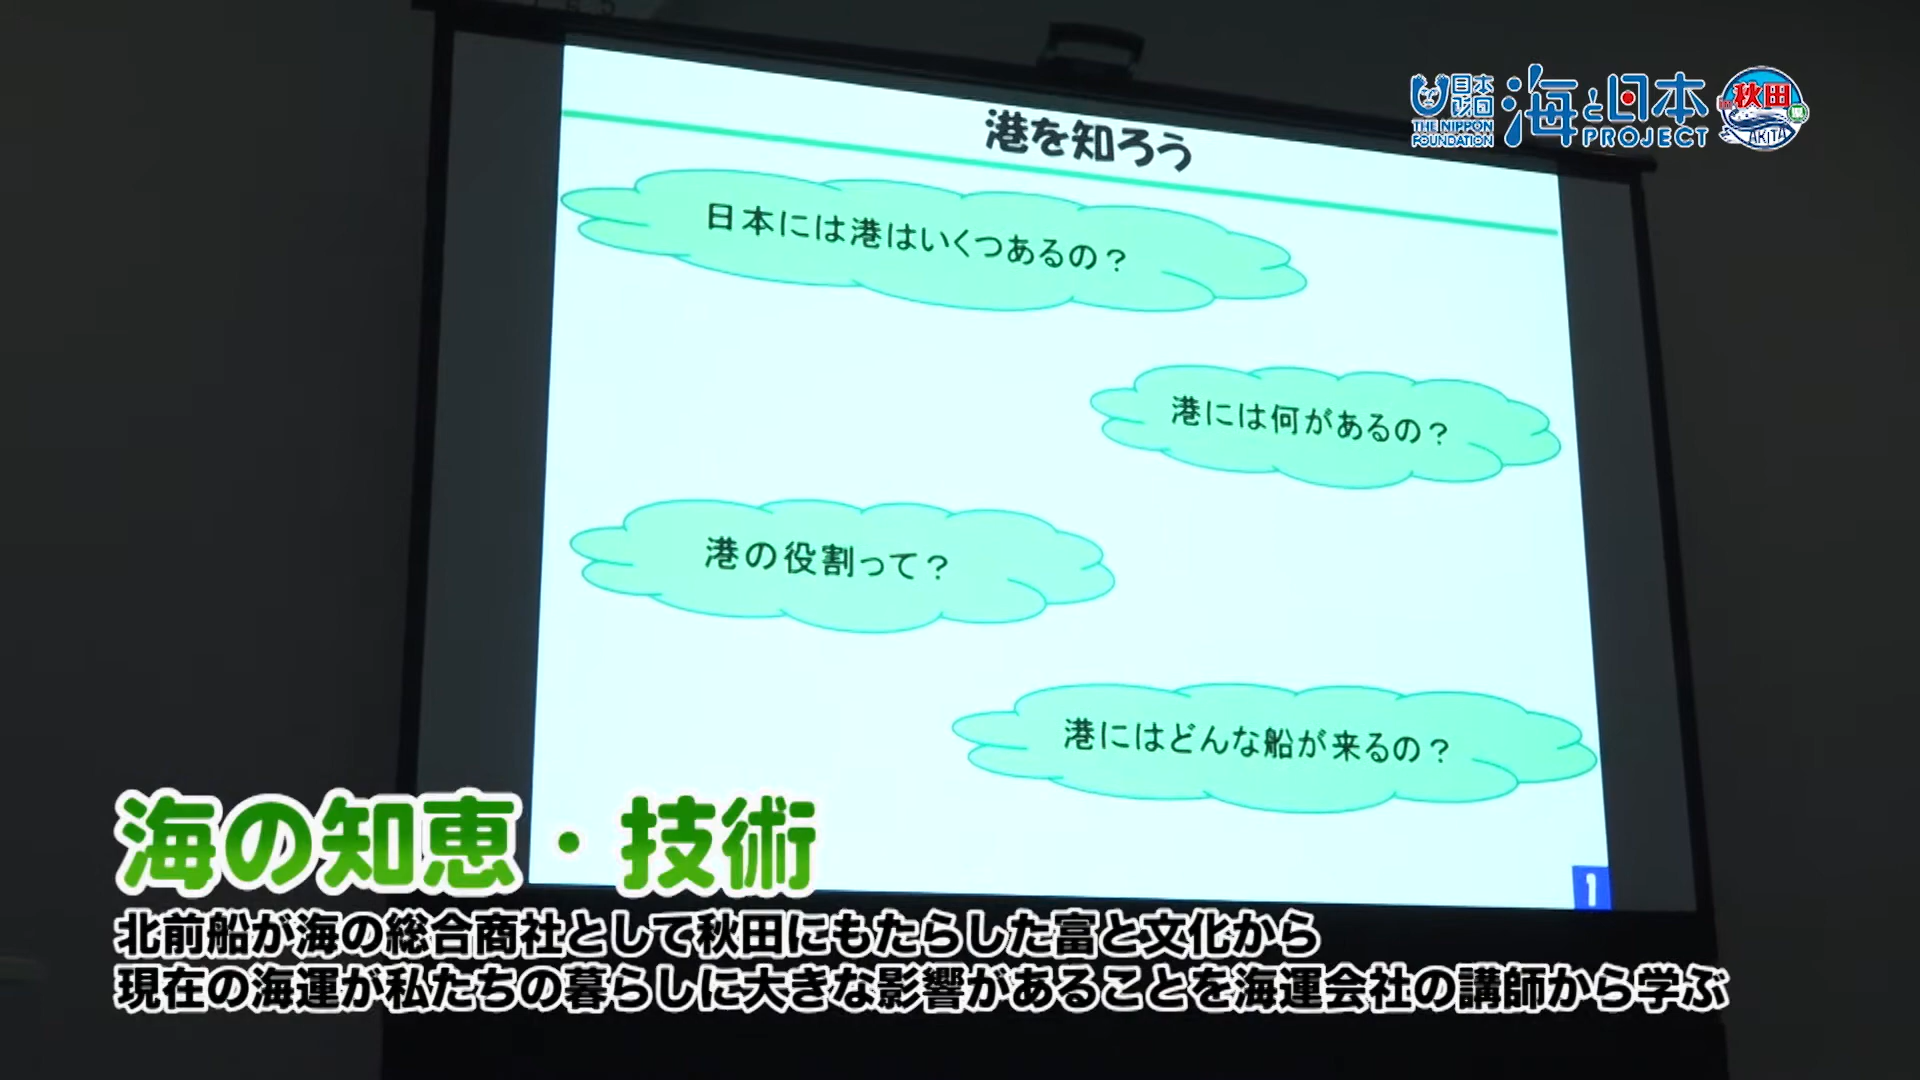 日本財団
THE NIPPON
FOUNDATION
海と日本
PROJECT
秋田
AKITA
港を知ろう
日本には港はいくつあるの？
港には何があるの？
港の役割って？
港にはどんな船が来るの？
1
海の知恵・技術
北前船が海の総合商社として秋田にもたらした富と文化から
現在の海運が私たちの暮らしに大きな影響があることを海運会社の講師から学ぶ